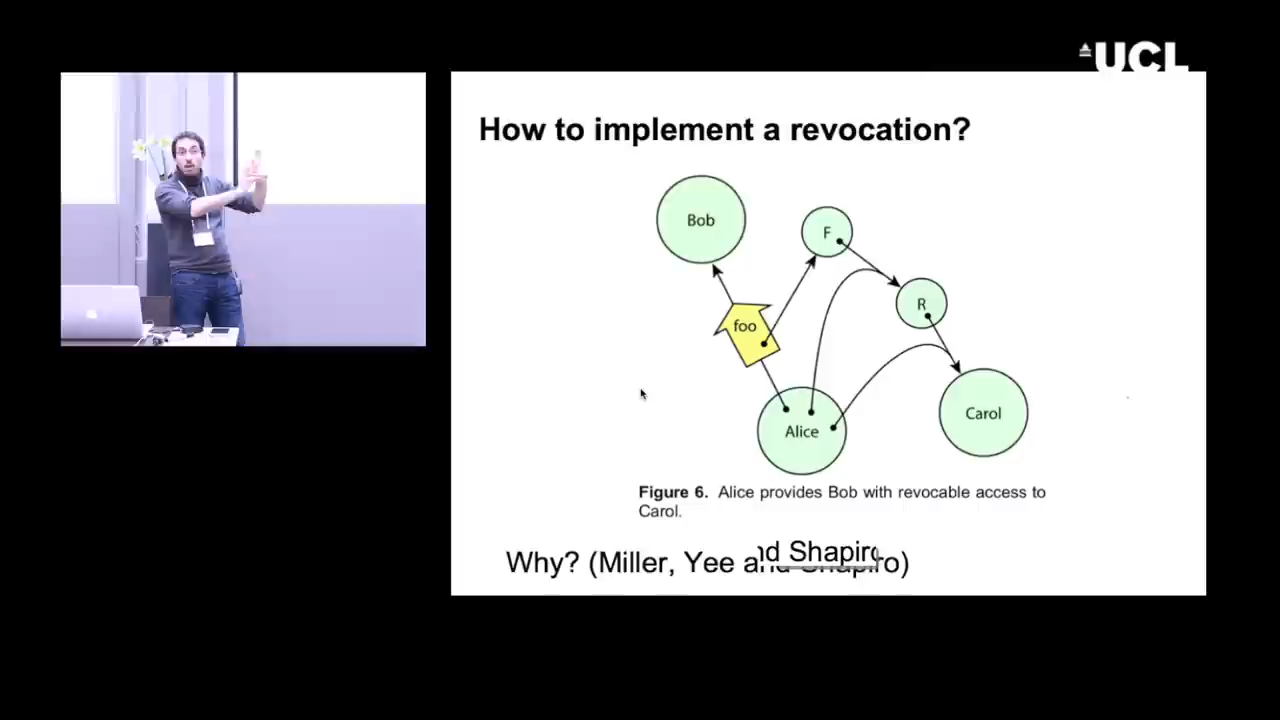 UCL
How to implement a revocation?
Bob
F
R
foo
Alice
Carol
Figure 6. Alice provides Bob with revocable access to
Carol.
Why? (Miller, Yee and Shapiro)